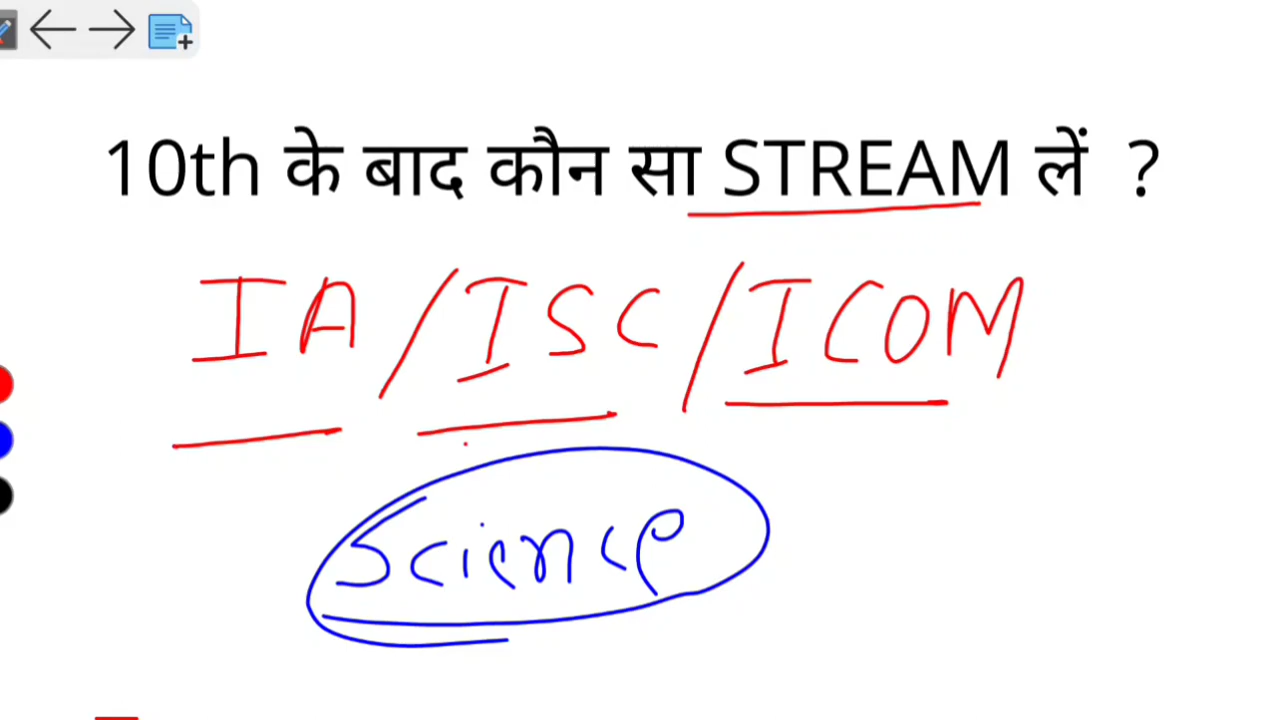 10th के बाद कौन सा STREAM लें ?
IA/ISC/ICOM
Science